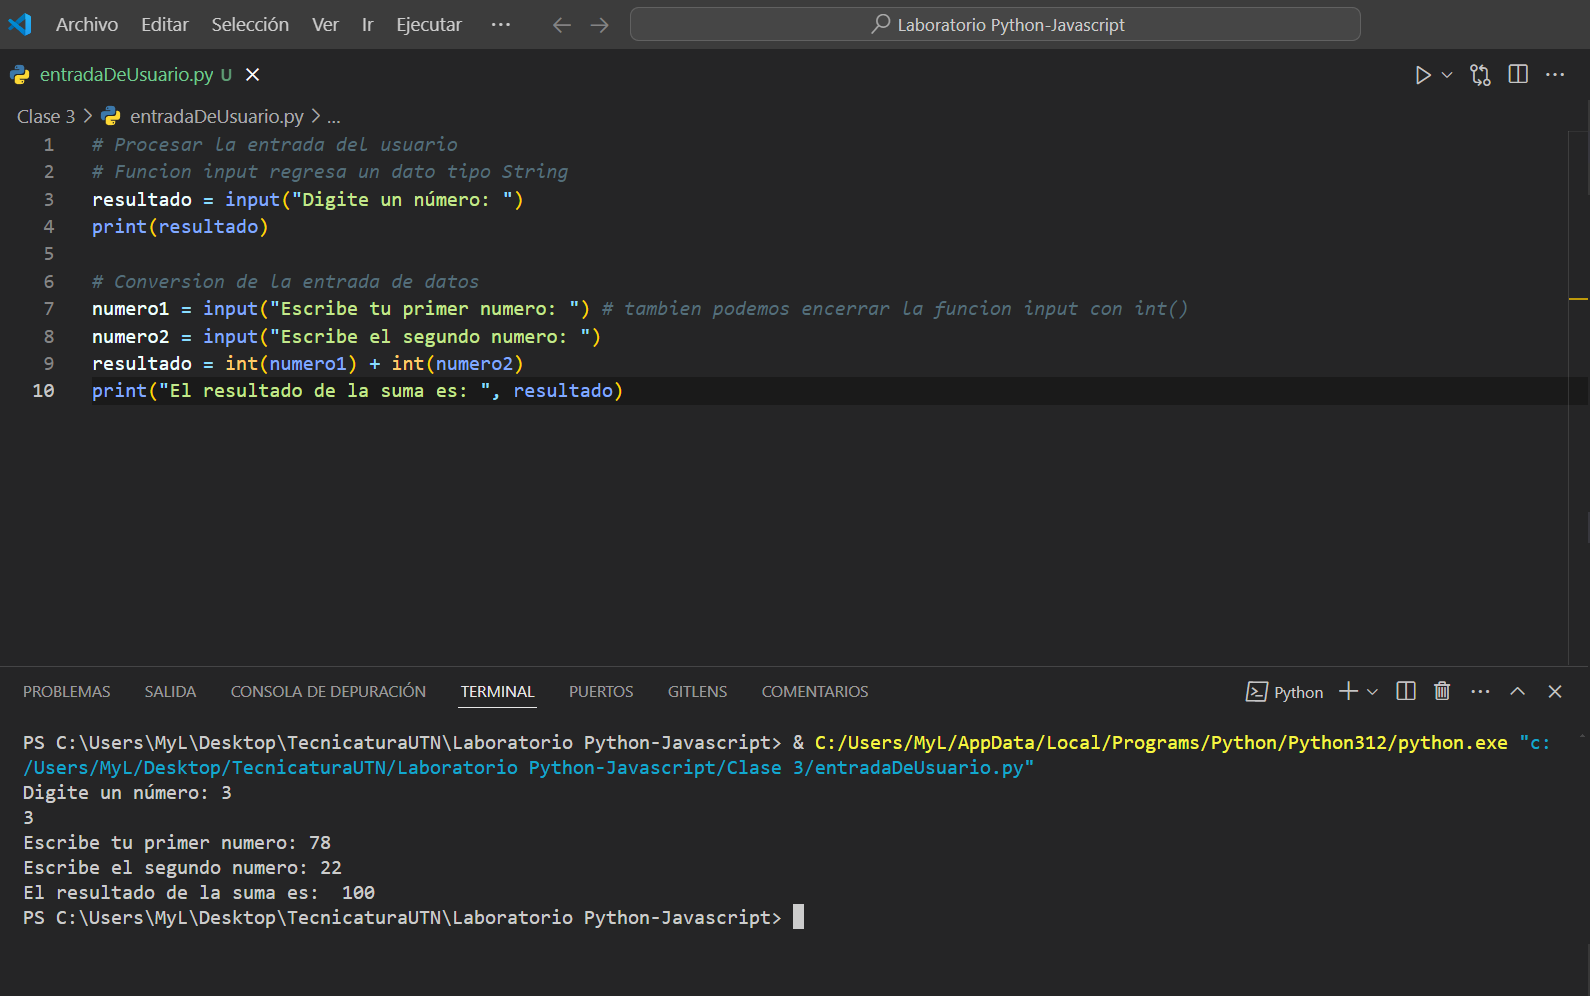 Archivo Editar Selección Ver Ir Ejecutar ··· Laboratorio Python-Javascript
entradaDeUsuario.py U
Clase 3 > entradaDeUsuario.py > ...
1 # Procesar la entrada del usuario
2 # Funcion input regresa un dato tipo String
3 resultado = input("Digite un número: ")
4 print(resultado)
5
6 # Conversion de la entrada de datos
7 numero1 = input("Escribe tu primer numero: ") # tambien podemos encerrar la funcion input con int()
8 numero2 = input("Escribe el segundo numero: ")
9 resultado = int(numero1) + int(numero2)
10 print("El resultado de la suma es: ", resultado)
PROBLEMAS SALIDA CONSOLA DE DEPURACIÓN TERMINAL PUERTOS GITLENS COMENTARIOS Python
PS C:\Users\MyL\Desktop\TecnicaturaUTN\Laboratorio Python-Javascript> & C:/Users/MyL/AppData/Local/Programs/Python/Python312/python.exe "c:
/Users/MyL/Desktop/TecnicaturaUTN/Laboratorio Python-Javascript/Clase 3/entradaDeUsuario.py"
Digite un número: 3
3
Escribe tu primer numero: 78
Escribe el segundo numero: 22
El resultado de la suma es:  100
PS C:\Users\MyL\Desktop\TecnicaturaUTN\Laboratorio Python-Javascript>